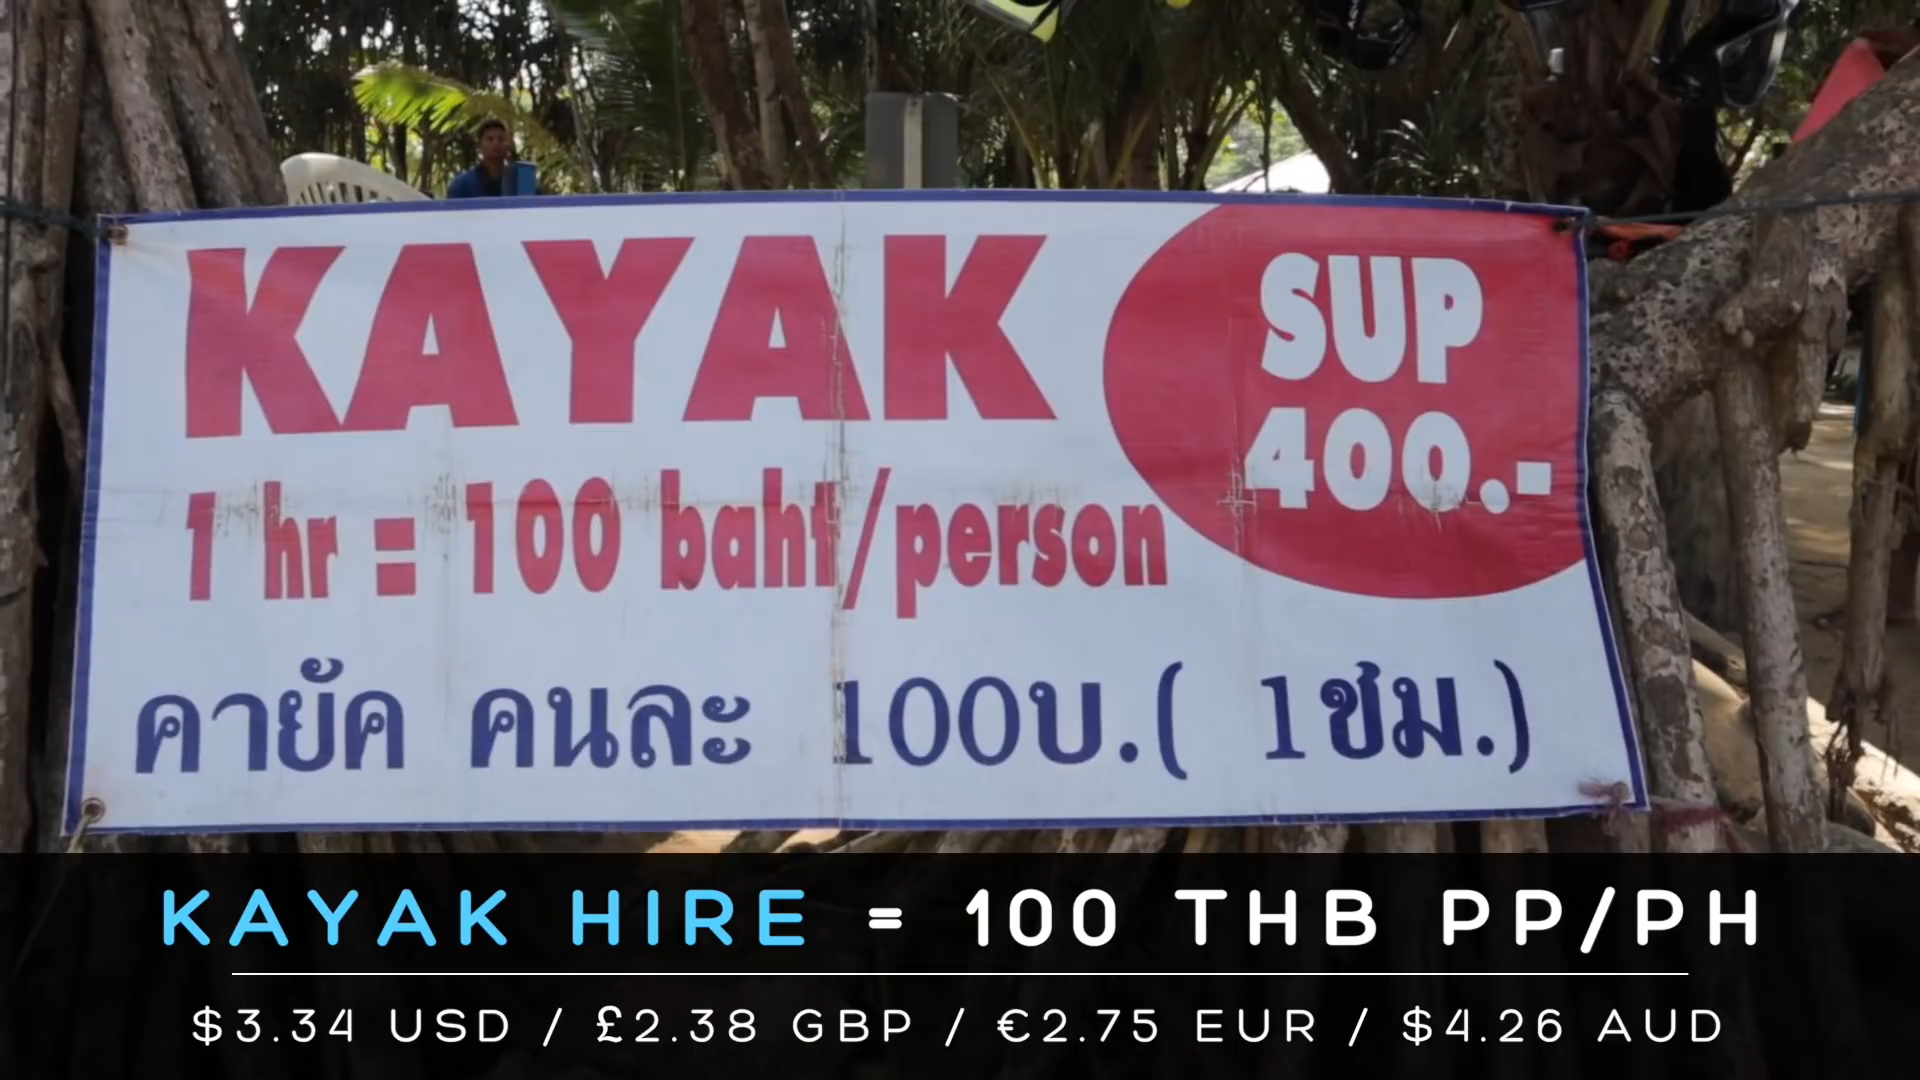 KAYAK
SUP
400.-
1 hr = 100 baht/person
คายัค คนละ 100บ.( 1ชม.)
KAYAK HIRE = 100 THB PP/PH
$3.34 USD / £2.38 GBP / €2.75 EUR / $4.26 AUD